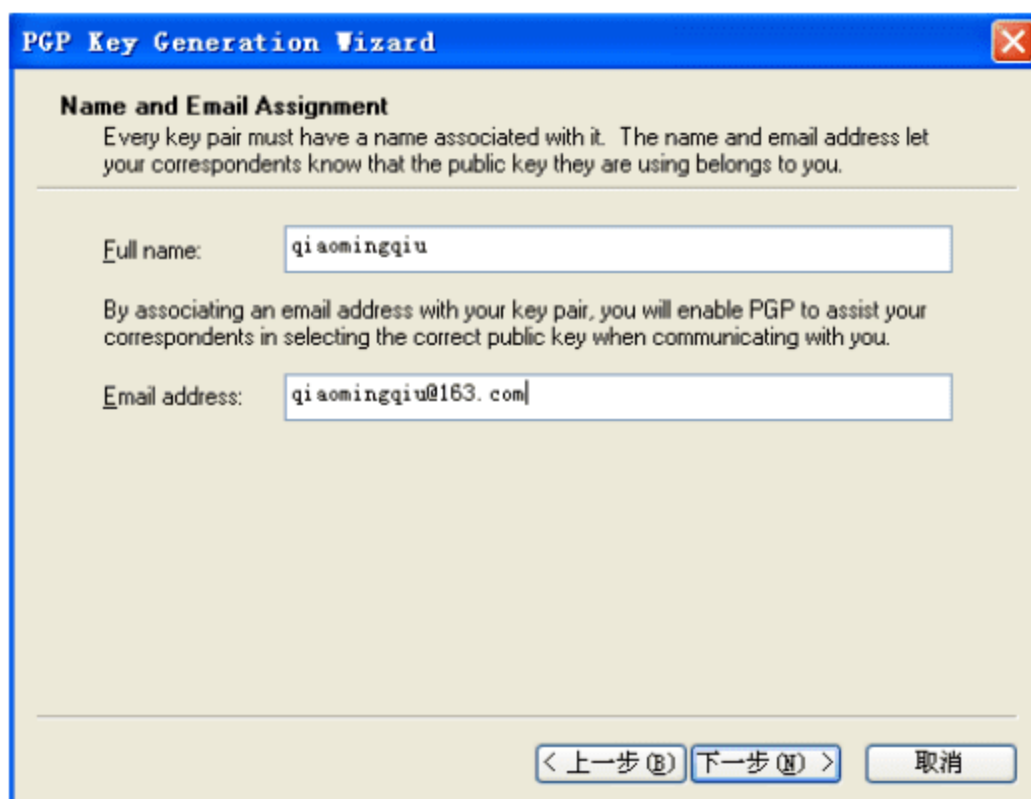 PGP Key Generation Wizard
Name and Email Assignment
Every key pair must have a name associated with it. The name and email address let
your correspondents know that the public key they are using belongs to you.
Full name:
qiaomingqiu
By associating an email address with your key pair, you will enable PGP to assist your
correspondents in selecting the correct public key when communicating with you.
Email address:
qiaomingqiu@163.com
< 上一步(B) 下一步(N) > 取消